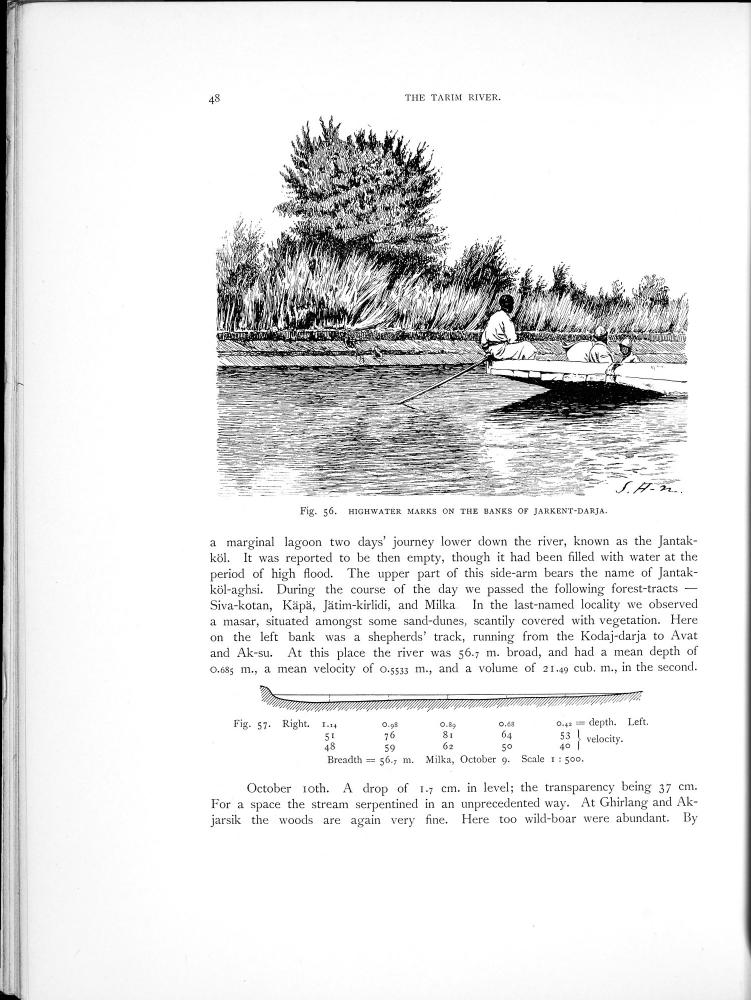 48
THE TARIM RIVER.
S. H-n.
Fig. 56. HIGHWATER MARKS ON THE BANKS OF JARKENT-DARJA.
a marginal lagoon two days' journey lower down the river, known as the Jantak-
köl. It was reported to be then empty, though it had been filled with water at the
period of high flood. The upper part of this side-arm bears the name of Jantak-
köl-aghsi. During the course of the day we passed the following forest-tracts —
Siva-kotan, Käpä, Jätim-kirlidi, and Milka. In the last-named locality we observed
a masar, situated amongst some sand-dunes, scantily covered with vegetation. Here
on the left bank was a shepherds' track, running from the Kodaj-darja to Avat
and Ak-su. At this place the river was 56.7 m. broad, and had a mean depth of
0.685 m., a mean velocity of 0.5533 m., and a volume of 21.49 cub. m., in the second.
Fig. 57. Right. 1.14 0.98 0.89 0.68 0.42 = depth. Left.
51 76 81 64 53 } velocity.
48 59 62 50 40
Breadth = 56.7 m. Milka, October 9. Scale 1 : 500.
October 10th. A drop of 1.7 cm. in level; the transparency being 37 cm.
For a space the stream serpentined in an unprecedented way. At Ghirlang and Ak-
jarsik the woods are again very fine. Here too wild-boar were abundant. By